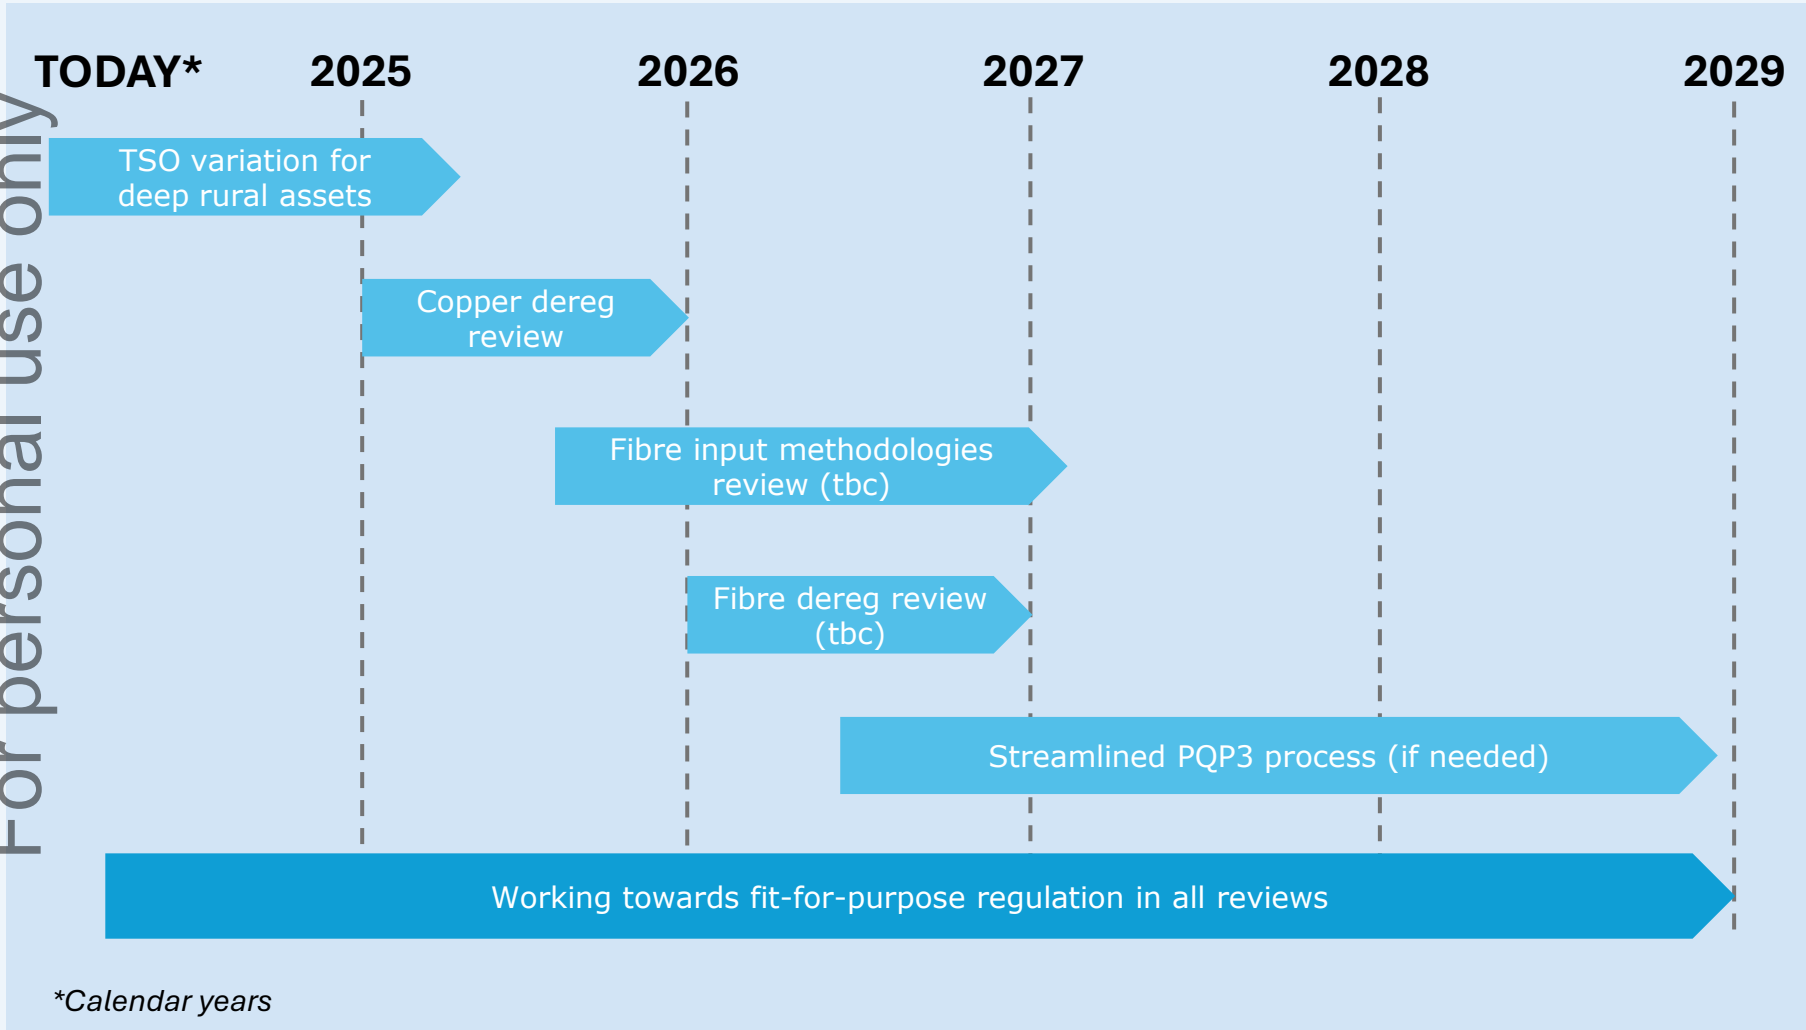 TODAY* 2025 2026 2027 2028 2029
TSO variation for
deep rural assets
Copper dereg
review
Fibre input methodologies
review (tbc)
Fibre dereg review
(tbc)
Streamlined PQP3 process (if needed)
Working towards fit-for-purpose regulation in all reviews
*Calendar years
For personal use only